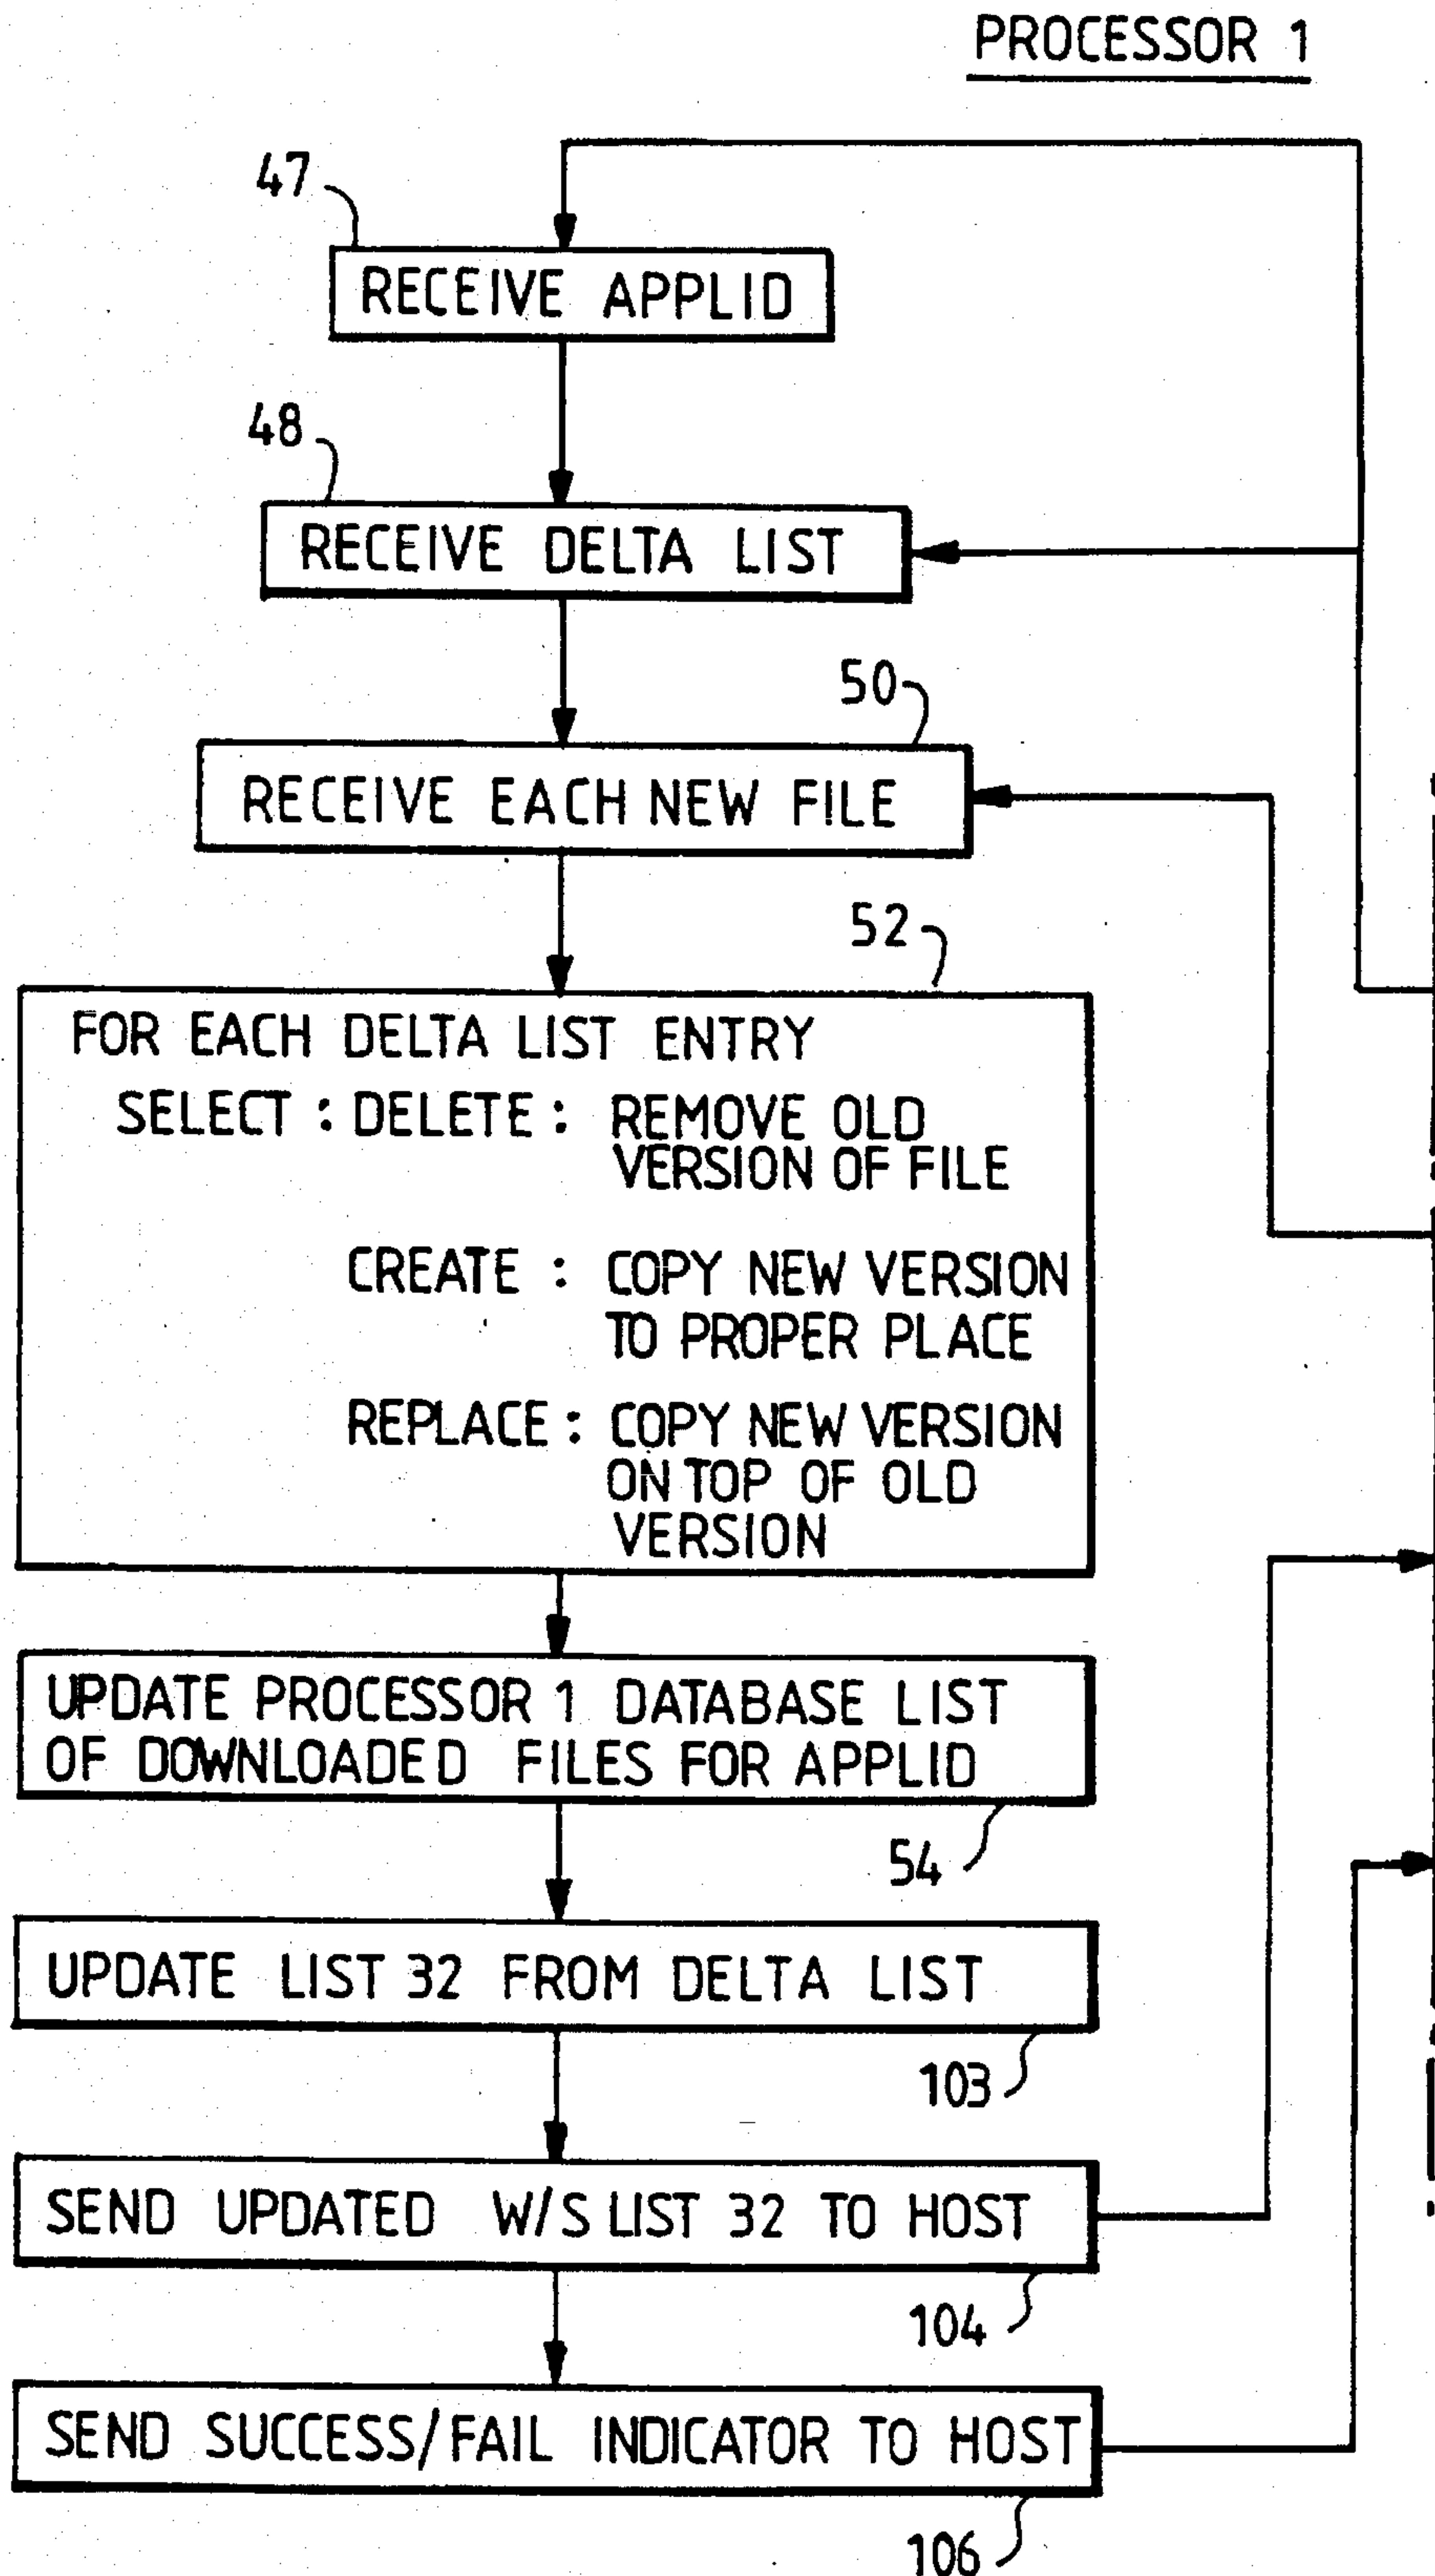 PROCESSOR 1
47
RECEIVE APPLID
48
RECEIVE DELTA LIST
50
RECEIVE EACH NEW FILE
52
FOR EACH DELTA LIST ENTRY
SELECT : DELETE : REMOVE OLD
VERSION OF FILE
CREATE : COPY NEW VERSION
TO PROPER PLACE
REPLACE : COPY NEW VERSION
ON TOP OF OLD
VERSION
UPDATE PROCESSOR 1 DATABASE LIST
OF DOWNLOADED FILES FOR APPLID
54
UPDATE LIST 32 FROM DELTA LIST
103
SEND UPDATED W/S LIST 32 TO HOST
104
SEND SUCCESS/FAIL INDICATOR TO HOST
106